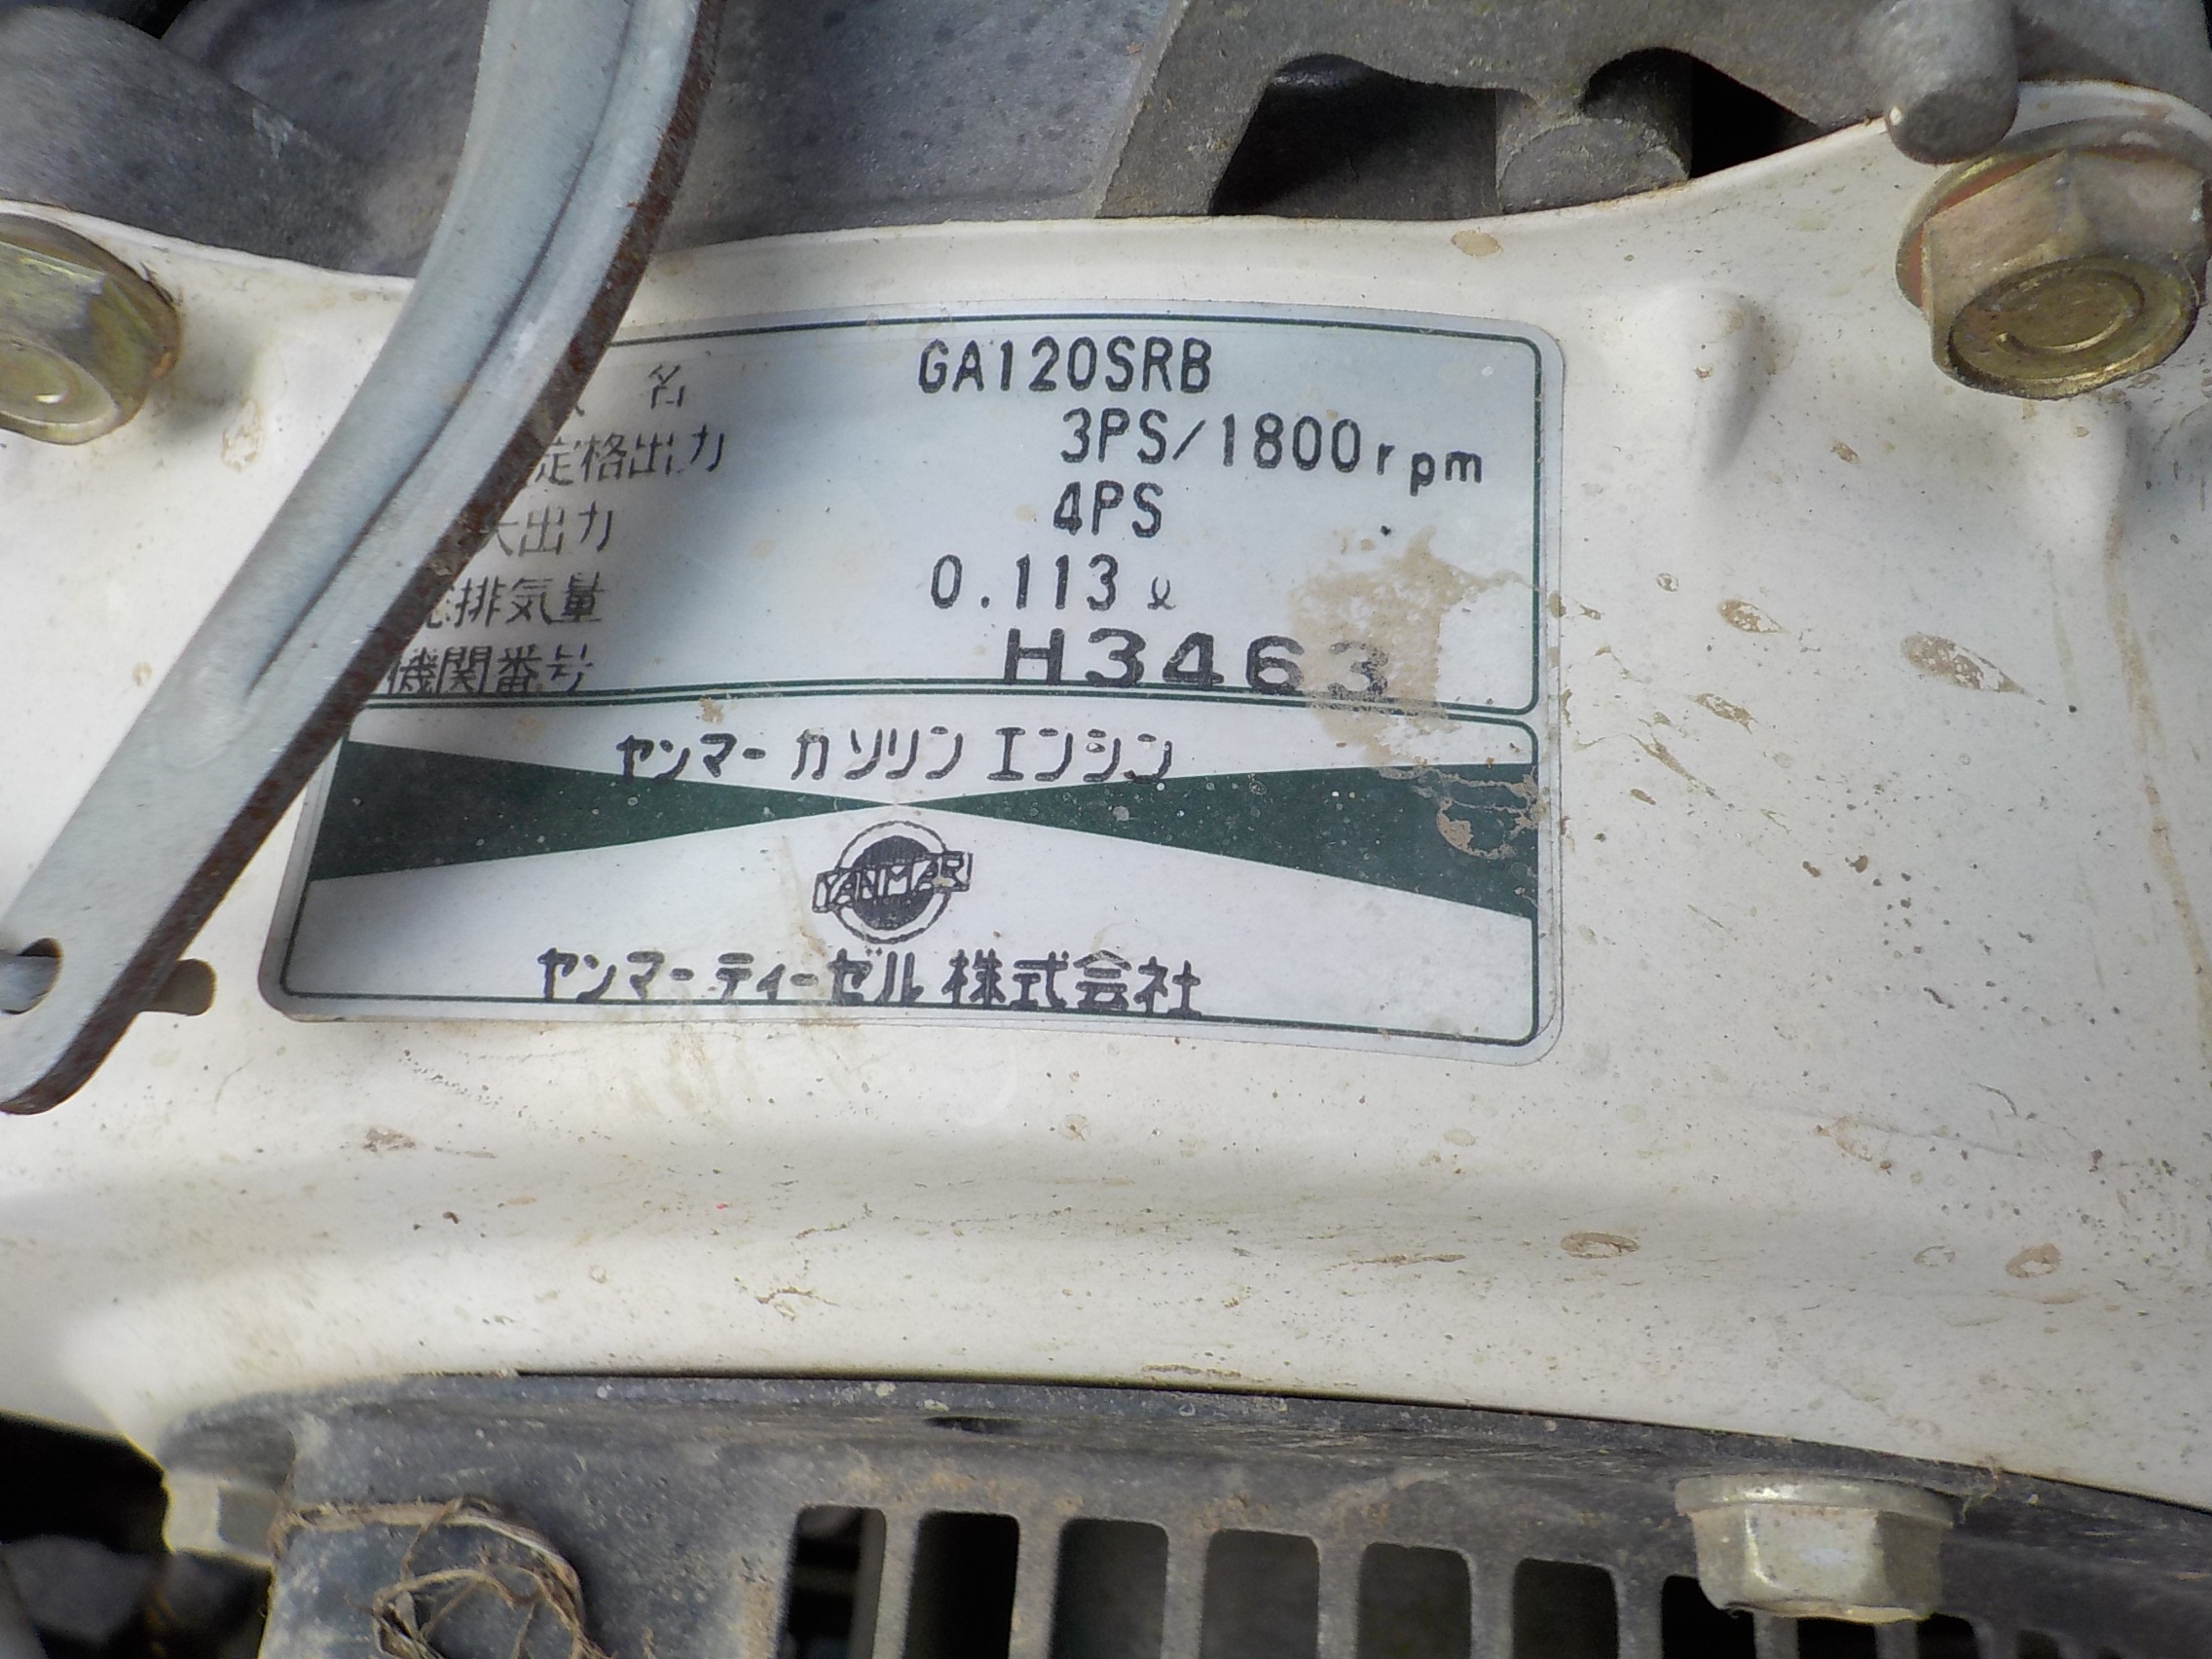 名 GA120SRB
定格出力 3PS/1800rpm
大出力 4PS
排気量 0.113ℓ
機関番号 H3463
ヤンマー ガソリン エンジン
YANMAR
ヤンマーディーゼル 株式会社